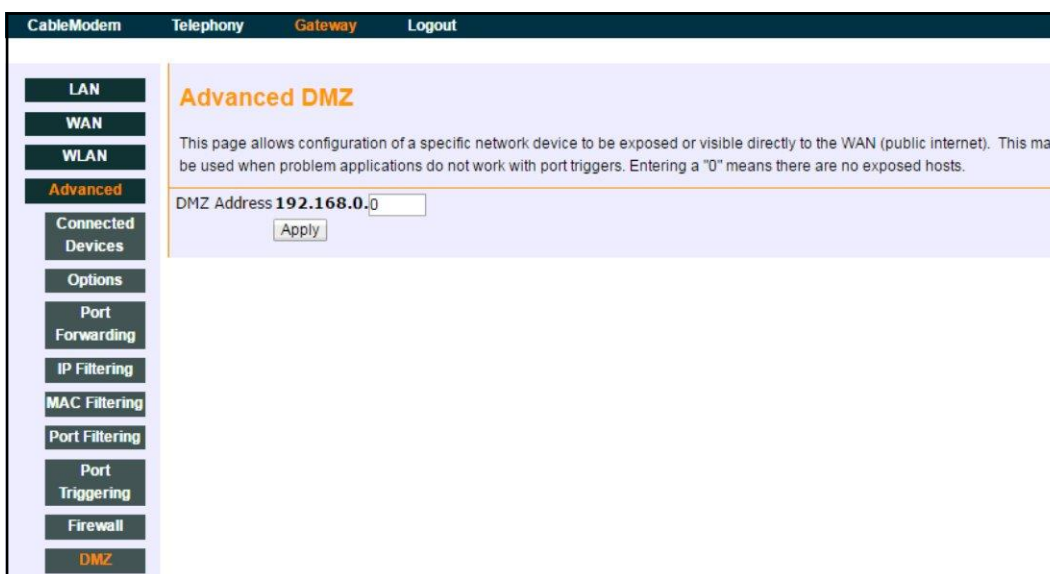 CableModem Telephony Gateway Logout
LAN
WAN
WLAN
Advanced
Connected
Devices
Options
Port
Forwarding
IP Filtering
MAC Filtering
Port Filtering
Port
Triggering
Firewall
DMZ
Advanced DMZ
This page allows configuration of a specific network device to be exposed or visible directly to the WAN (public internet). This
be used when problem applications do not work with port triggers. Entering a "0" means there are no exposed hosts.
DMZ Address 192.168.0.0
Apply